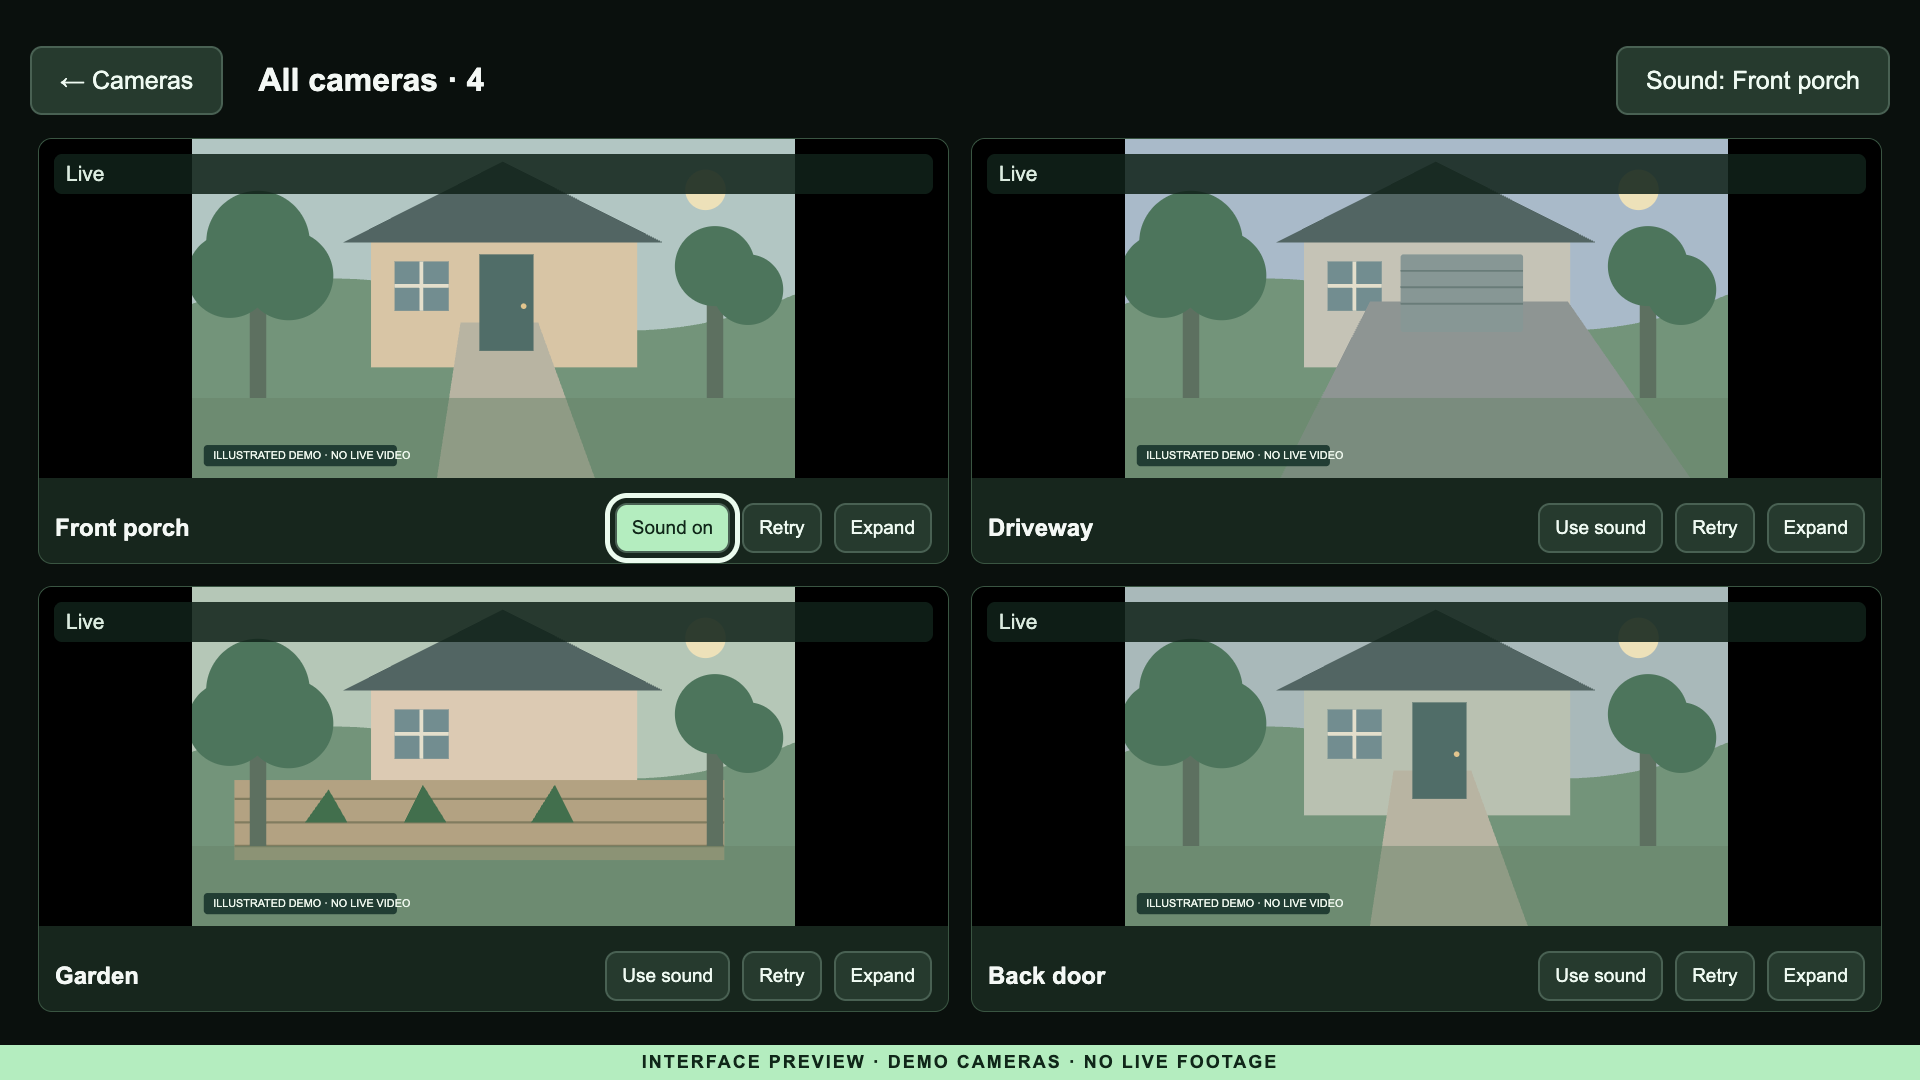 ← Cameras
All cameras · 4
Sound: Front porch
Live
ILLUSTRATED DEMO · NO LIVE VIDEO
Front porch
Sound on
Retry
Expand
Live
ILLUSTRATED DEMO · NO LIVE VIDEO
Driveway
Use sound
Retry
Expand
Live
ILLUSTRATED DEMO · NO LIVE VIDEO
Garden
Use sound
Retry
Expand
Live
ILLUSTRATED DEMO · NO LIVE VIDEO
Back door
Use sound
Retry
Expand
INTERFACE PREVIEW · DEMO CAMERAS · NO LIVE FOOTAGE